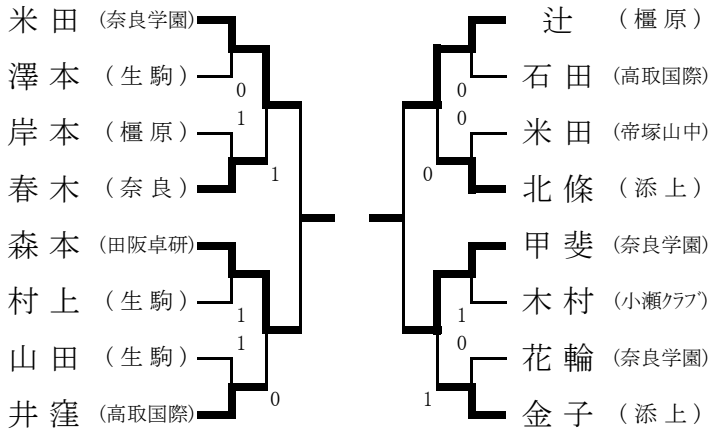 米田 (奈良学園)
澤本 (生駒)
0
1
岸本 (橿原)
春木 (奈良)
1
森本 (田阪卓研)
村上 (生駒)
1
1
山田 (生駒)
井窪 (高取国際)
0
辻 (橿原)
石田 (高取国際)
0
0
米田 (帝塚山中)
北條 (添上)
0
甲斐 (奈良学園)
木村 (小瀬クラブ)
1
0
花輪 (奈良学園)
金子 (添上)
1